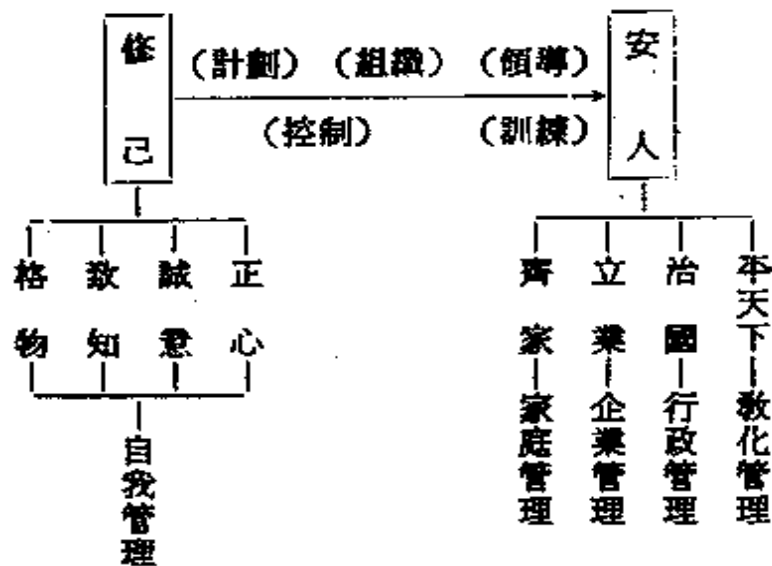 修己
(計劃) (組織) (領導)
安人
(控制) (訓練)
格物
致知
誠意
正心
自我管理
齊家—家庭管理
立業—企業管理
治國—行政管理
平天下—教化管理